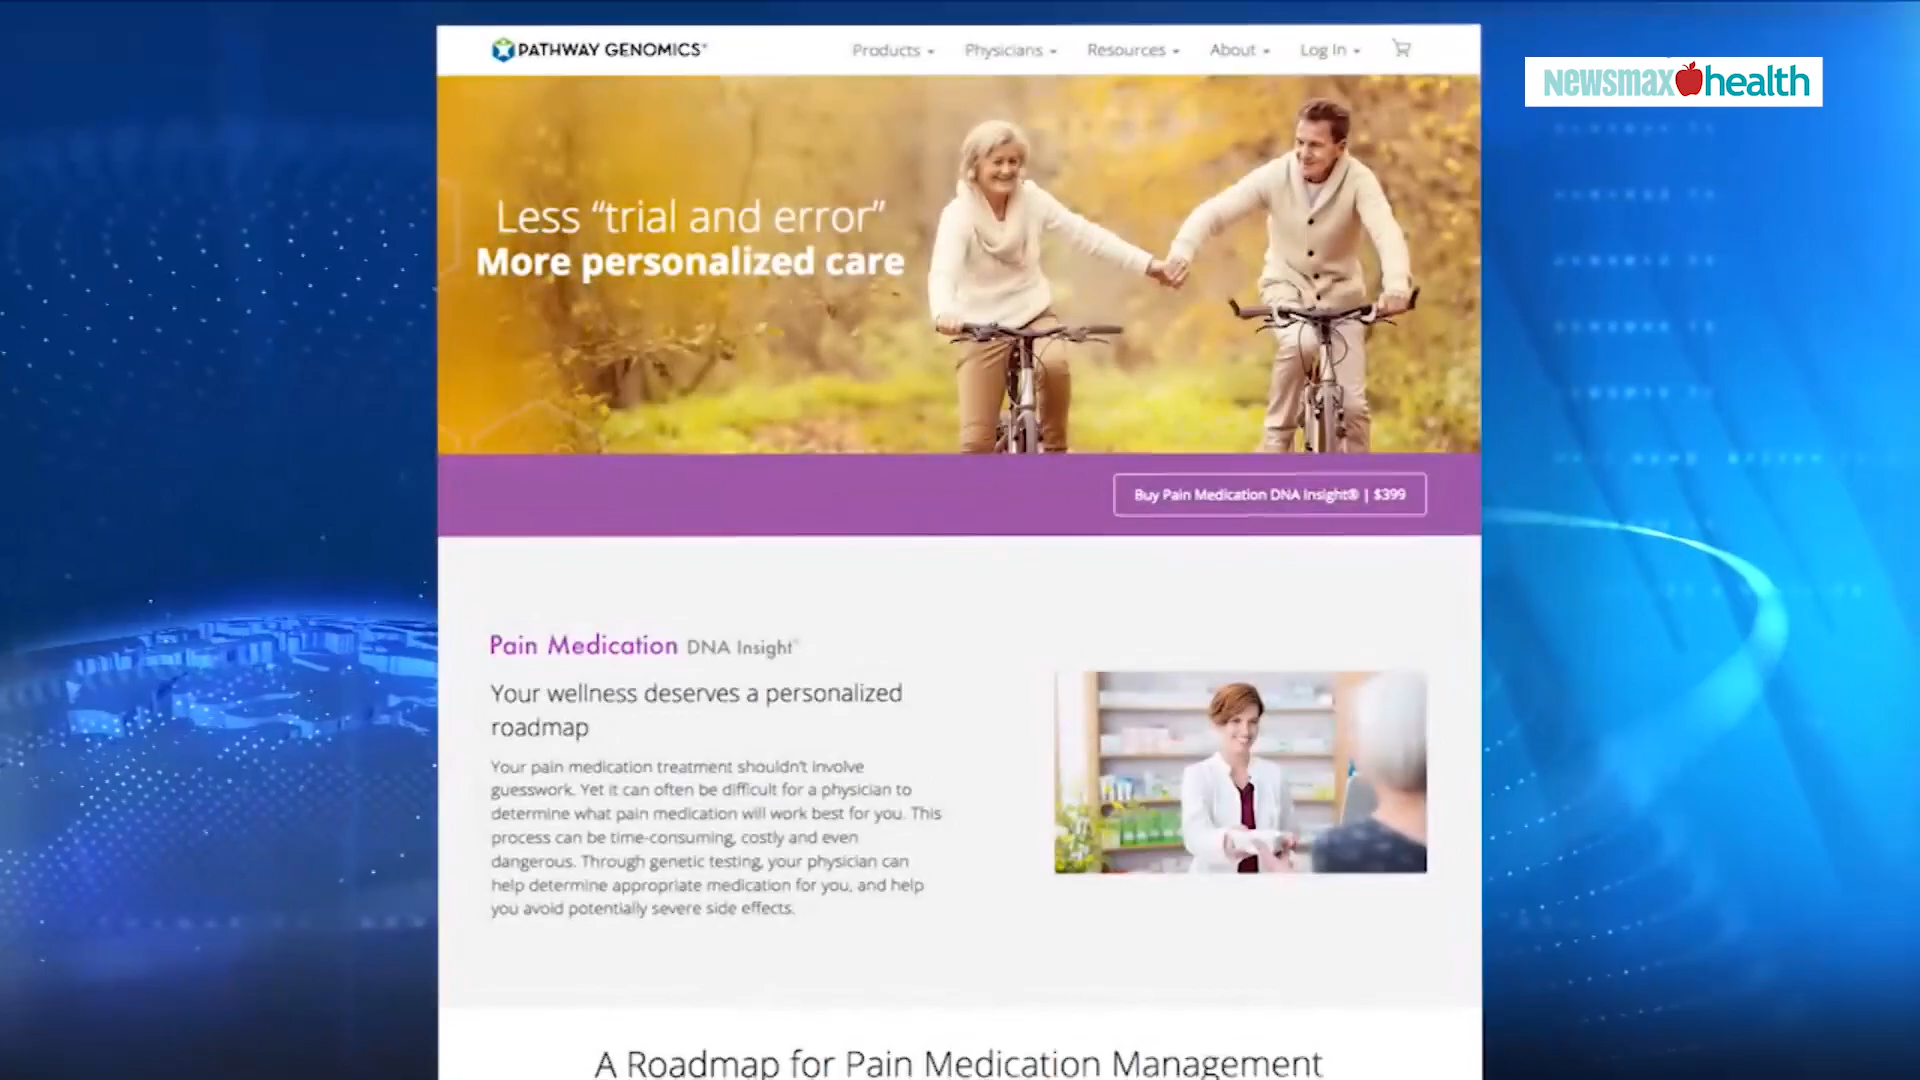 PATHWAY GENOMICS®
Products
Physicians
Resources
About
Log In
newsmax health
Less “trial and error”
More personalized care
Buy Pain Medication DNA Insight® | $399
Pain Medication DNA Insight®
Your wellness deserves a personalized
roadmap
Your pain medication treatment shouldn't involve
guesswork. Yet it can often be difficult for a physician to
determine what pain medication will work best for you. This
process can be time-consuming, costly and even
dangerous. Through genetic testing, your physician can
help determine appropriate medication for you, and help
you avoid potentially severe side effects.
A Roadmap for Pain Medication Management